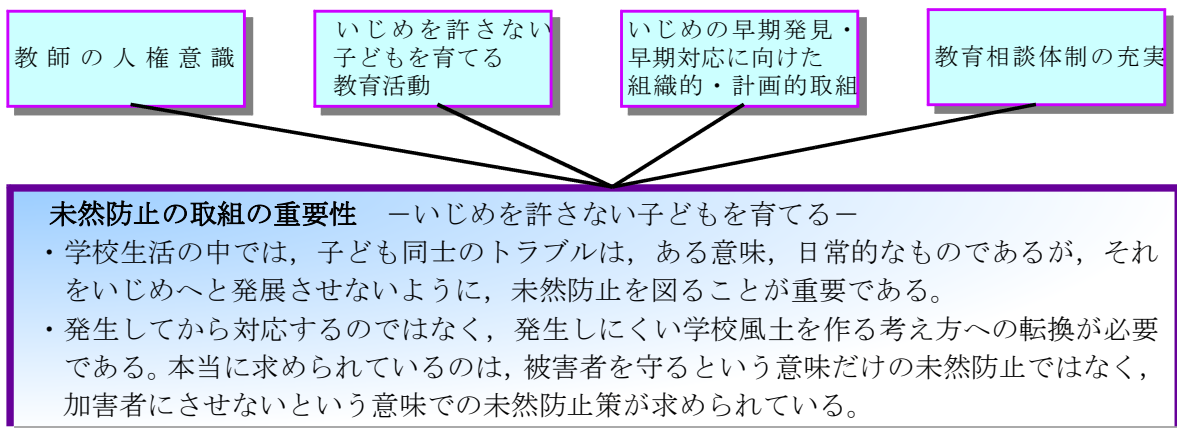 教師の人権意識
いじめを許さない
子どもを育てる
教育活動
いじめの早期発見・
早期対応に向けた
組織的・計画的取組
教育相談体制の充実
未然防止の取組の重要性 －いじめを許さない子どもを育てる－
・学校生活の中では，子ども同士のトラブルは，ある意味，日常的なものであるが，それ
をいじめへと発展させないように，未然防止を図ることが重要である。
・発生してから対応するのではなく，発生しにくい学校風土を作る考え方への転換が必要
である。本当に求められているのは，被害者を守るという意味だけの未然防止ではなく，
加害者にさせないという意味での未然防止策が求められている。